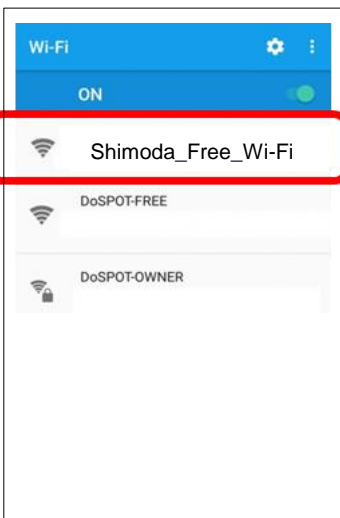 Wi-Fi
ON
Shimoda_Free_Wi-Fi
DoSPOT-FREE
DoSPOT-OWNER